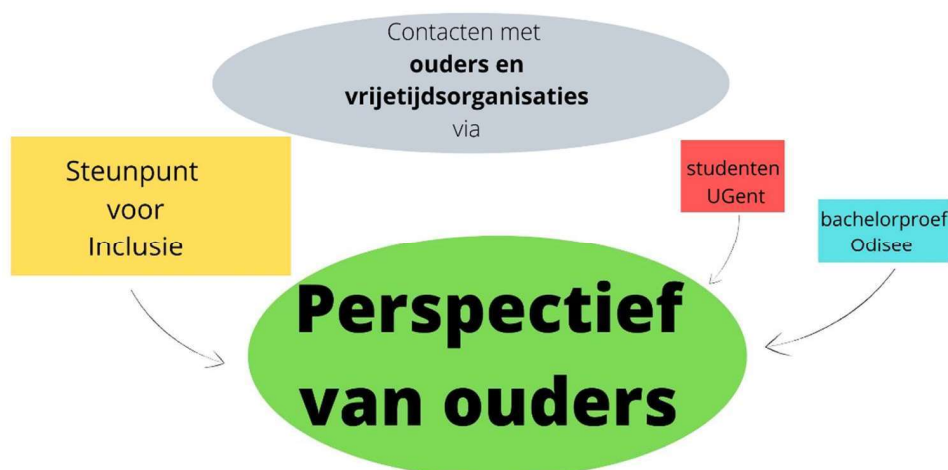 Contacten met
ouders en
vrijetijdsorganisaties
via
Steunpunt
voor
Inclusie
studenten
UGent
bachelorproef
Odisee
Perspectief
van ouders